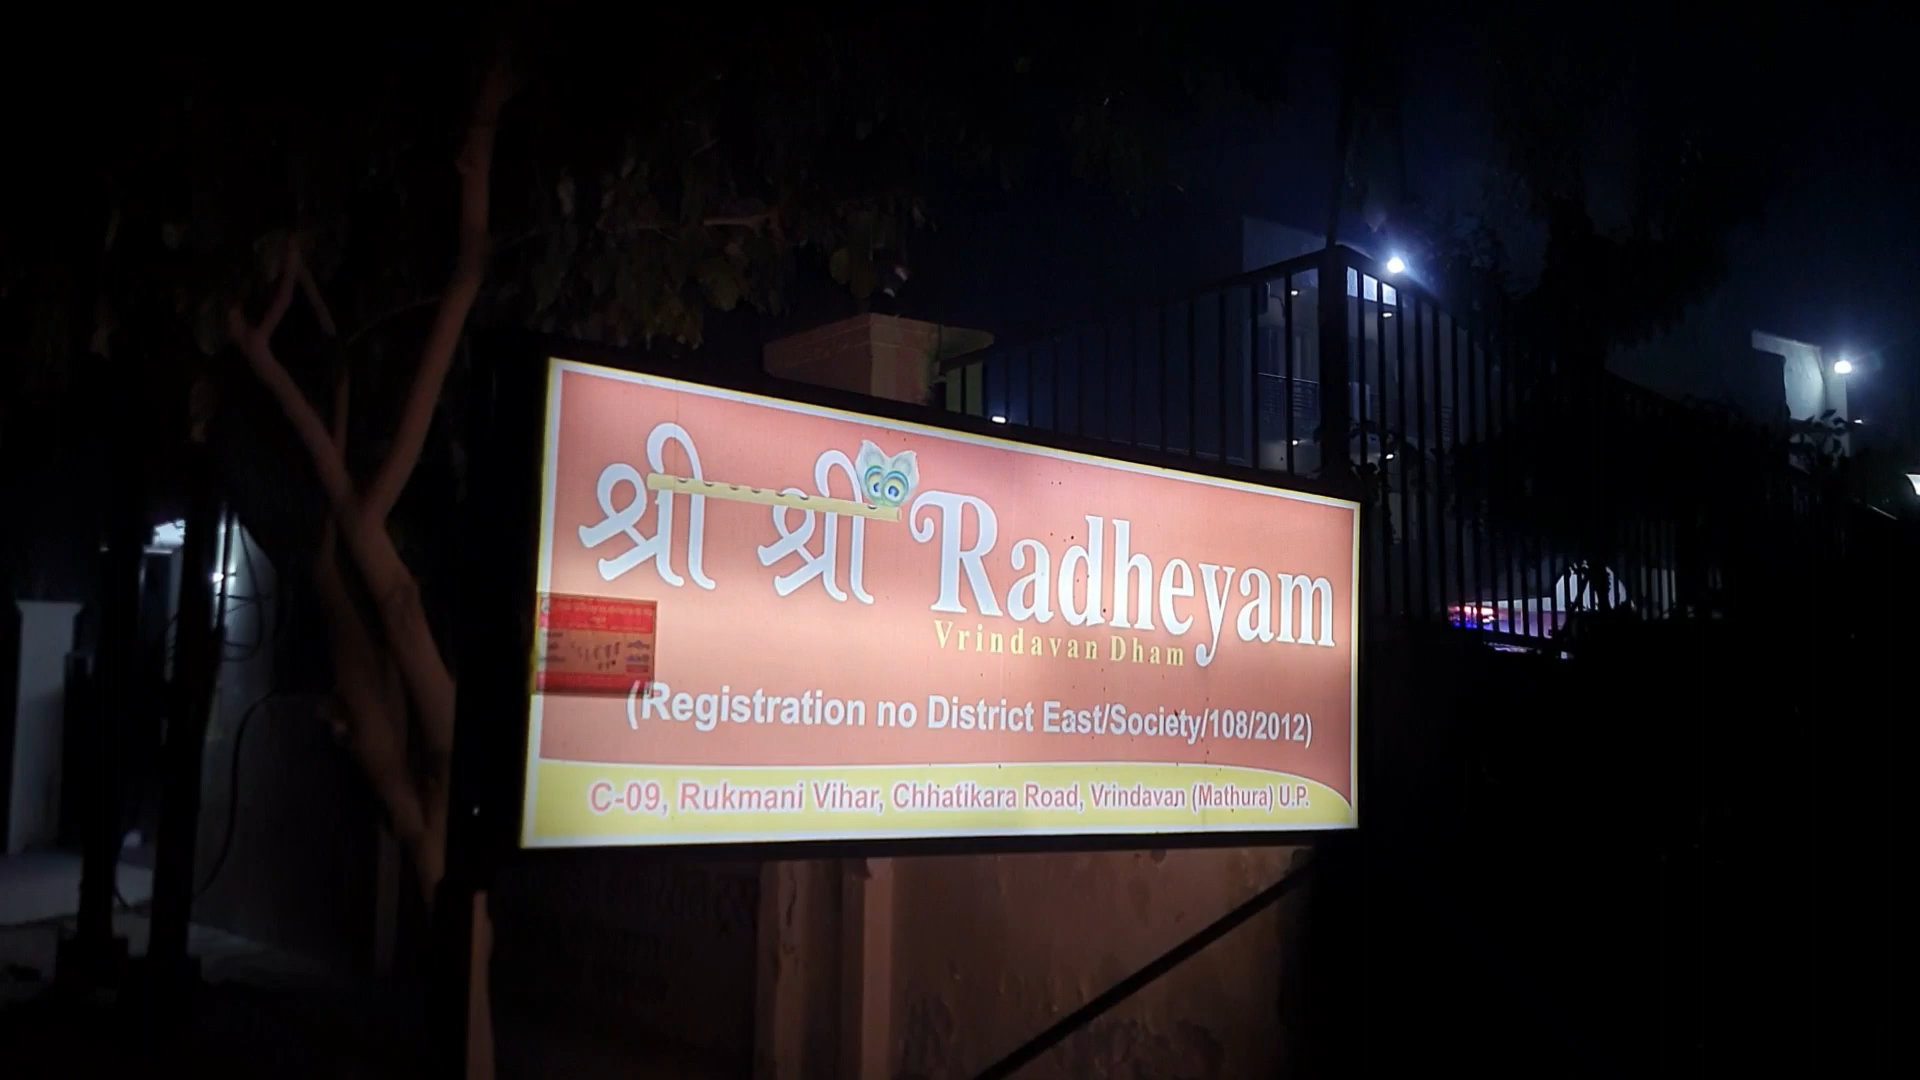 श्री श्री Radheyam
Vrindavan Dham
(Registration no District East/Society/108/2012)
C-09, Rukmani Vihar, Chhatikara Road, Vrindavan (Mathura) U.P.